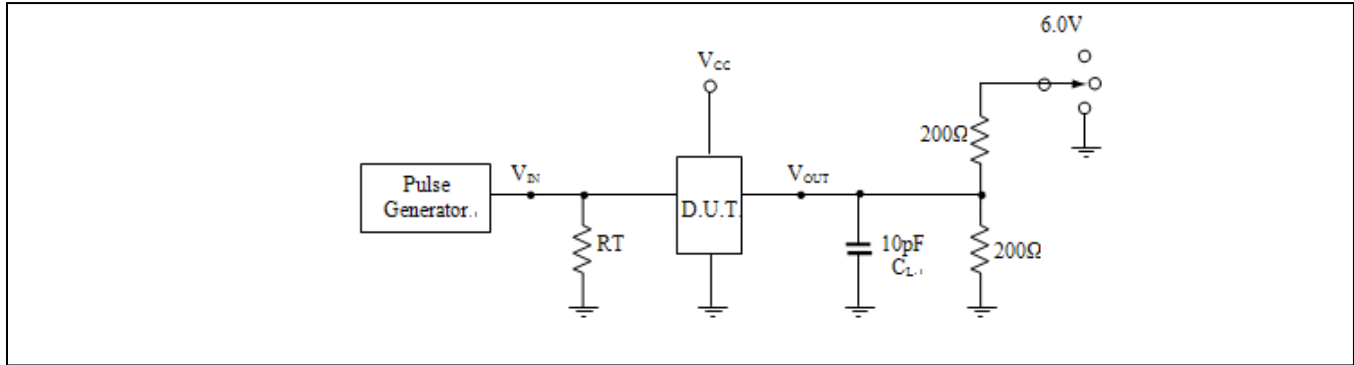 6.0V
VCC
200Ω
VIN
VOUT
Pulse
Generator
D.U.T.
RT
10pF
CL
200Ω